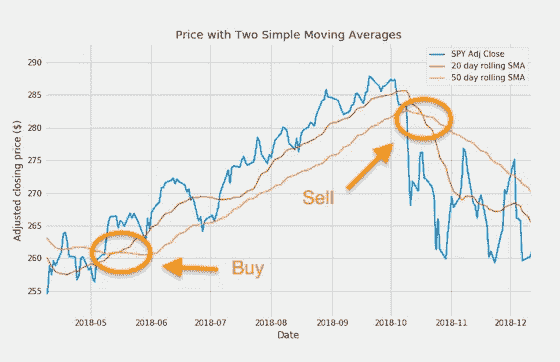 Price with Two Simple Moving Averages
SPY Adj Close
20 day rolling SMA
50 day rolling SMA
Adjusted closing price ($)
290
285
280
275
270
265
260
255
Sell
Buy
2018-05
2018-06
2018-07
2018-08
2018-09
2018-10
2018-11
2018-12
Date